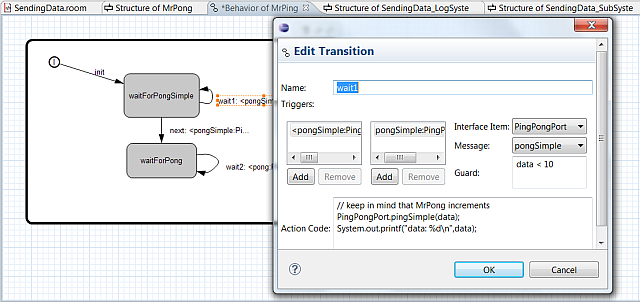 SendingData.room
Structure of MrPong
*Behavior of MrPing
Structure of SendingData_LogSyste
Structure of SendingData_SubSyste
I
init
waitForPongSimple
wait1: <pongSim
next: <pongSimple:Pi...
waitForPong
wait2: <pong:
Edit Transition
Name:
wait1
Triggers:
<pongSimple:Ping
pongSimple:PingP
Interface Item:
PingPongPort
Message:
pongSimple
Guard:
data < 10
Add
Remove
Add
Remove
// keep in mind that MrPong increments
PingPongPort.pingSimple(data);
Action Code:
System.out.printf("data: %d\n",data);
?
OK
Cancel